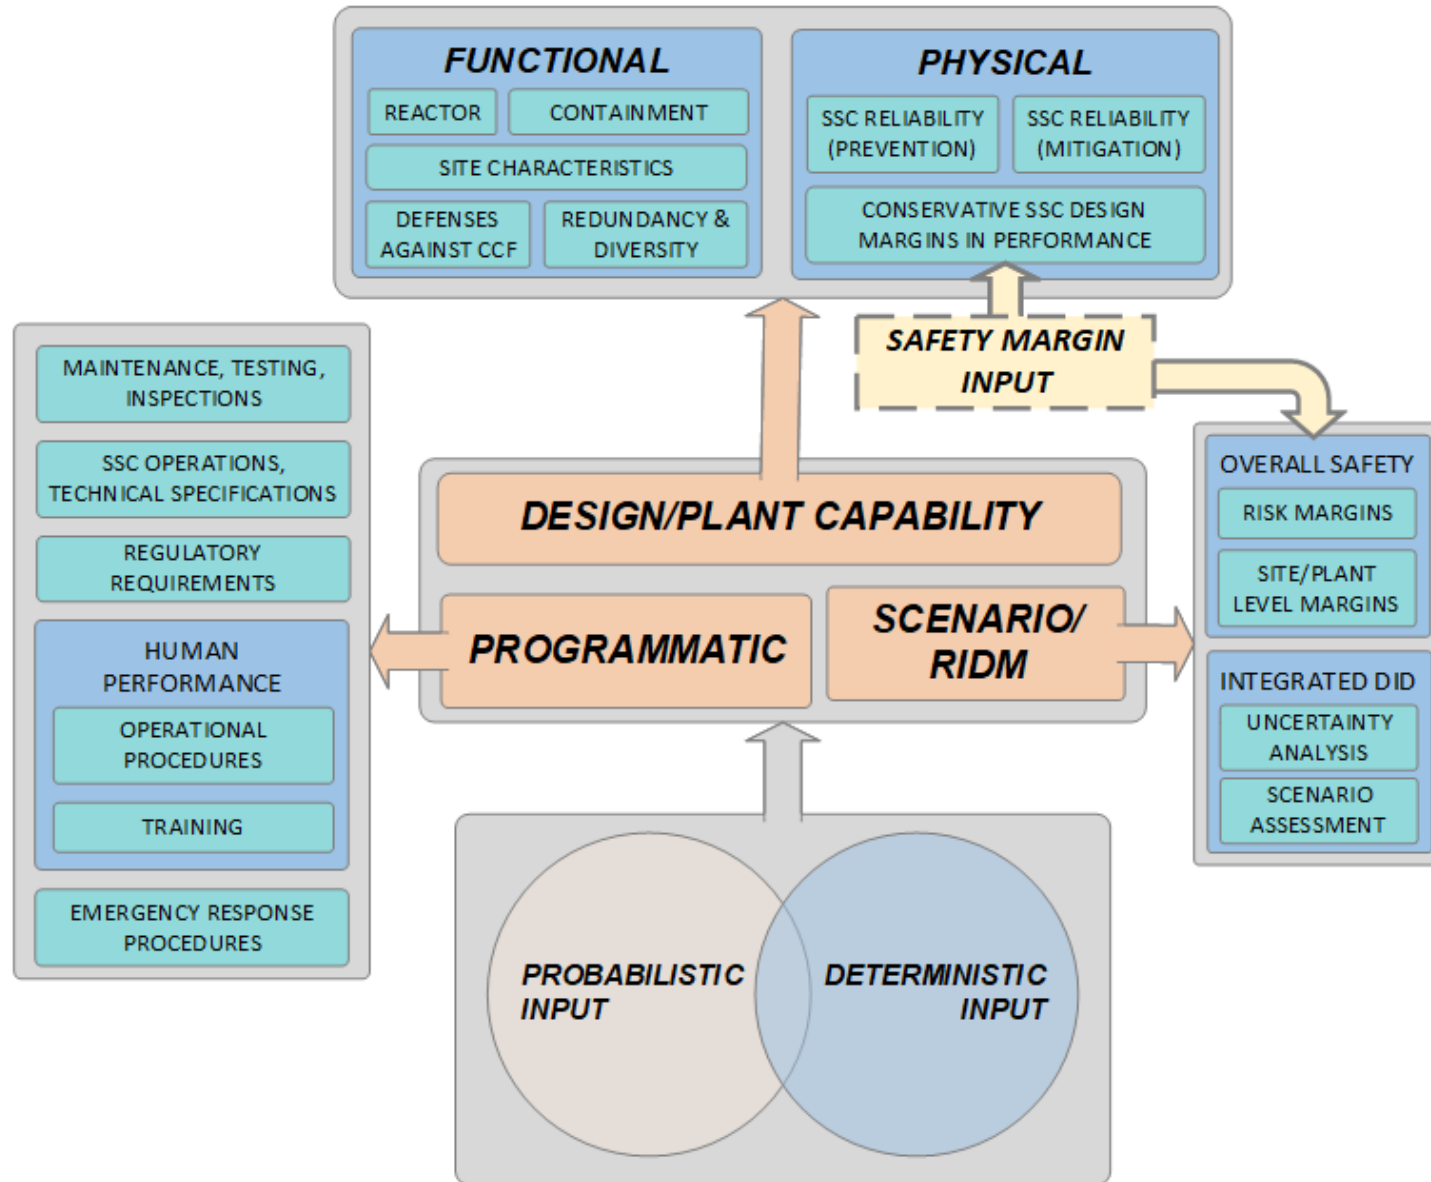 FUNCTIONAL
REACTOR
CONTAINMENT
SITE CHARACTERISTICS
DEFENSES
AGAINST CCF
REDUNDANCY &
DIVERSITY
PHYSICAL
SSC RELIABILITY
(PREVENTION)
SSC RELIABILITY
(MITIGATION)
CONSERVATIVE SSC DESIGN
MARGINS IN PERFORMANCE
SAFETY MARGIN
INPUT
MAINTENANCE, TESTING,
INSPECTIONS
SSC OPERATIONS,
TECHNICAL SPECIFICATIONS
REGULATORY
REQUIREMENTS
HUMAN
PERFORMANCE
OPERATIONAL
PROCEDURES
TRAINING
EMERGENCY RESPONSE
PROCEDURES
DESIGN/PLANT CAPABILITY
PROGRAMMATIC
SCENARIO/
RIDM
OVERALL SAFETY
RISK MARGINS
SITE/PLANT
LEVEL MARGINS
INTEGRATED DID
UNCERTAINTY
ANALYSIS
SCENARIO
ASSESSMENT
PROBABILISTIC
INPUT
DETERMINISTIC
INPUT